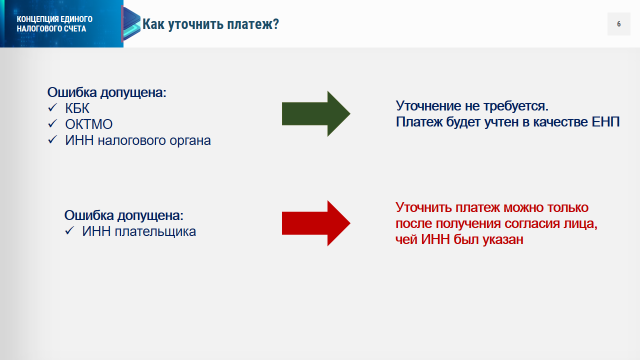 КОНЦЕПЦИЯ ЕДИНОГО
НАЛОГОВОГО СЧЕТА
Как уточнить платеж?
6
Ошибка допущена:
✓ КБК
✓ ОКТМО
✓ ИНН налогового органа
Уточнение не требуется.
Платеж будет учтен в качестве ЕНП
Ошибка допущена:
✓ ИНН плательщика
Уточнить платеж можно только
после получения согласия лица,
чей ИНН был указан